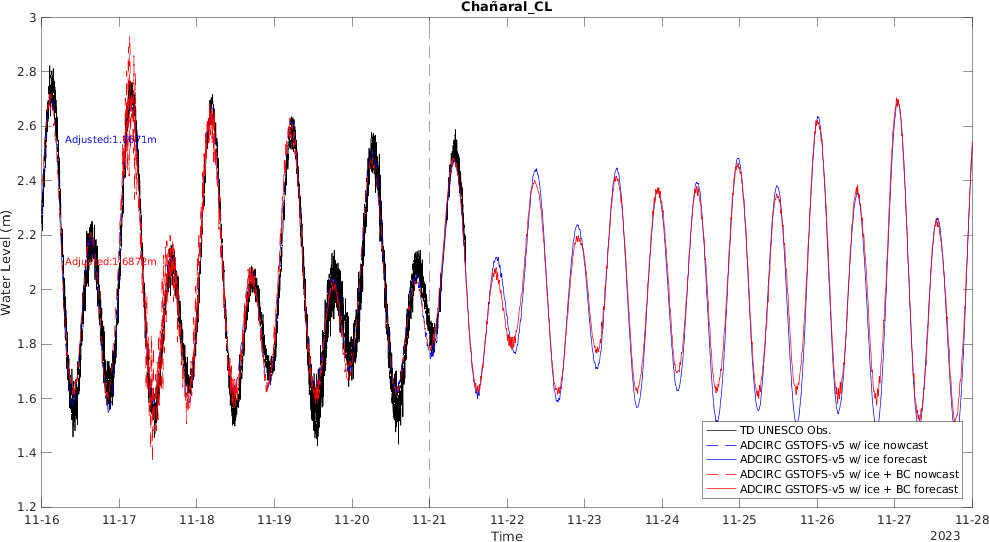 Chañaral_CL
Water Level (m)
3
2.8
2.6
2.4
2.2
2
1.8
1.6
1.4
1.2
TD UNESCO Obs.
ADCIRC GSTOFS-v5 w/ ice nowcast
ADCIRC GSTOFS-v5 w/ ice forecast
ADCIRC GSTOFS-v5 w/ ice + BC nowcast
ADCIRC GSTOFS-v5 w/ ice + BC forecast
11-16 11-17 11-18 11-19 11-20 11-21 11-22 11-23 11-24 11-25 11-26 11-27 11-28
Time
2023